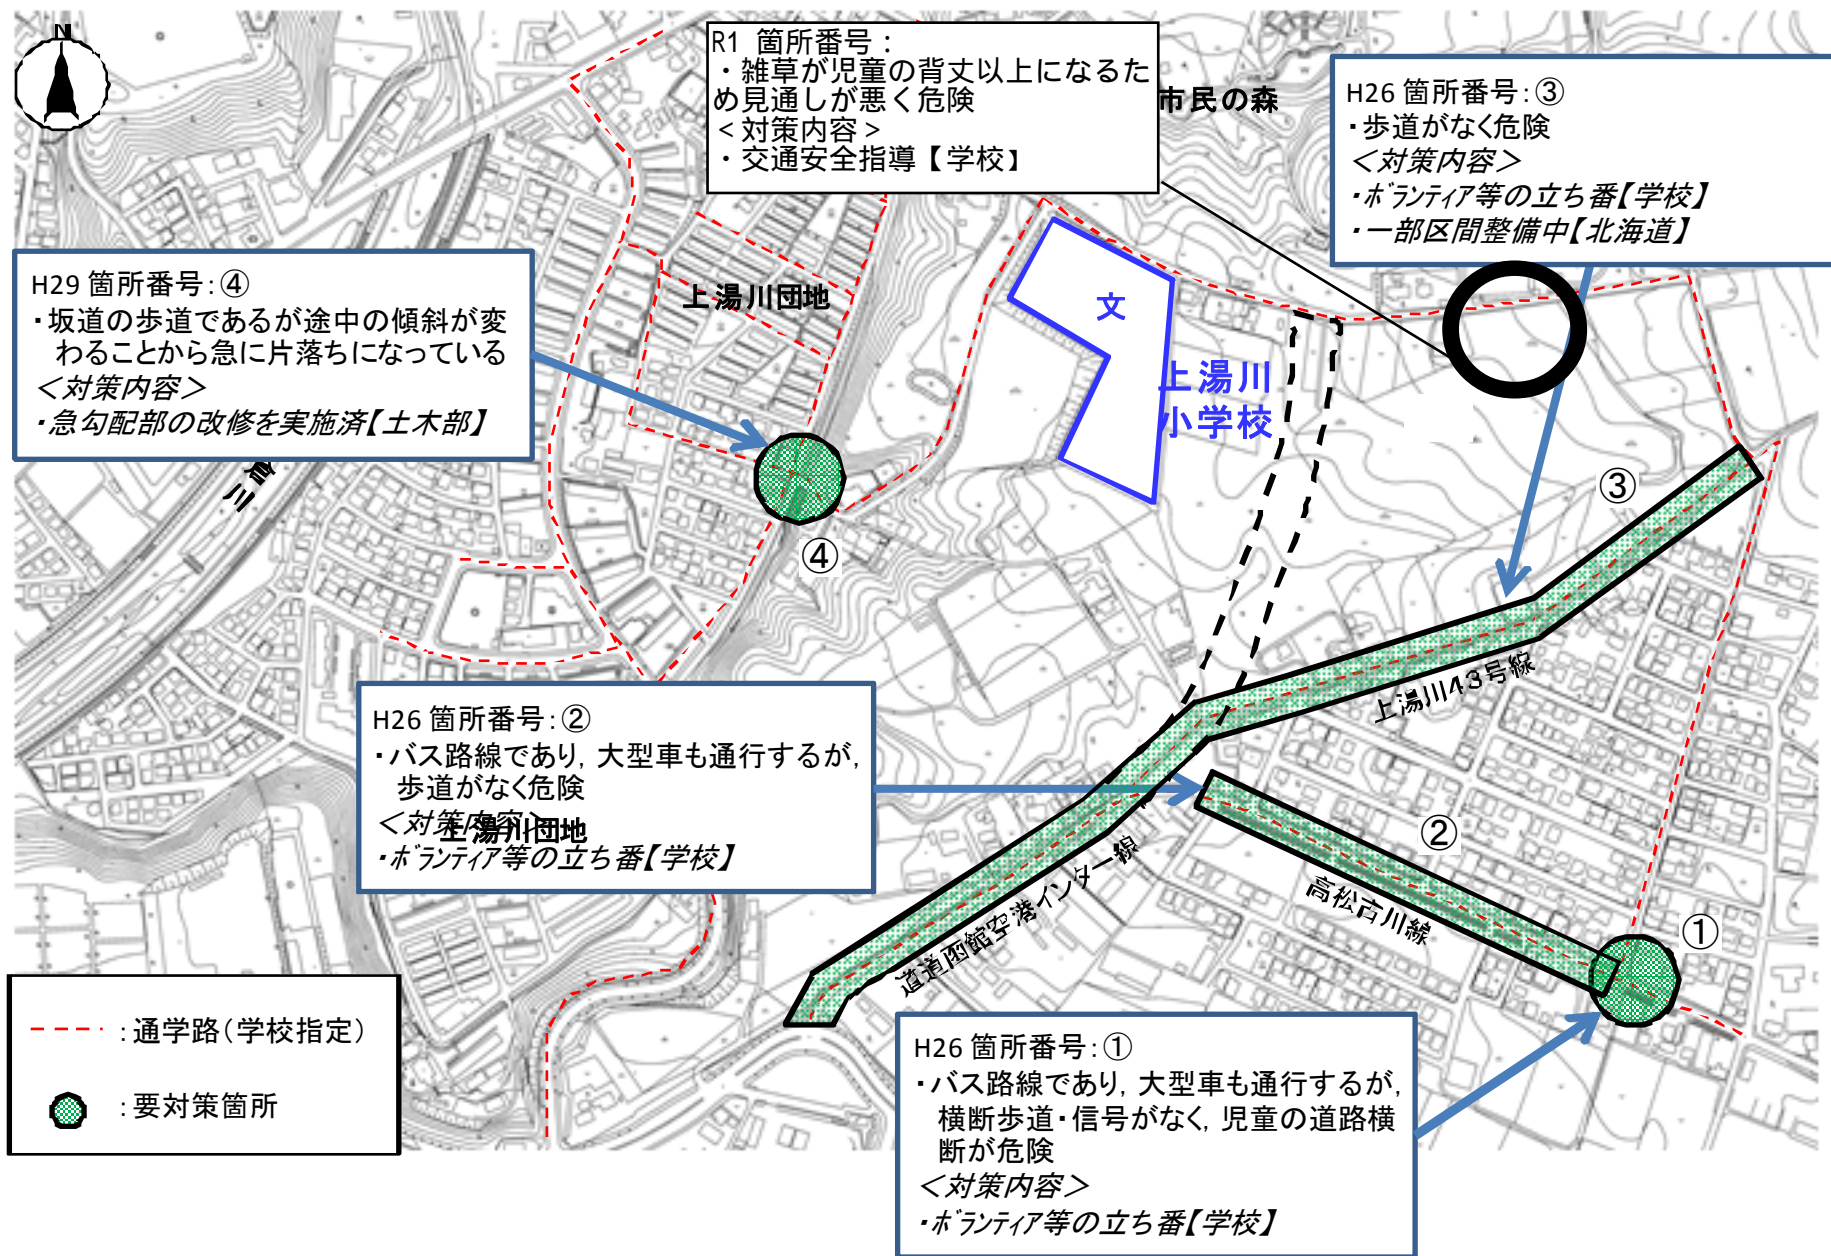 N
R1 箇所番号：
・雑草が児童の背丈以上になるた
め見通しが悪く危険
＜対策内容＞
・交通安全指導【学校】
市民の森
H26 箇所番号：③
・歩道がなく危険
＜対策内容＞
・ボランティア等の立ち番【学校】
・一部区間整備中【北海道】
H29 箇所番号：④
・坂道の歩道であるが途中の傾斜が変
わることから急に片落ちになっている
＜対策内容＞
・急勾配部の改修を実施済【土木部】
上湯川団地
文
上湯川
小学校
倉川
③
④
上湯川43号線
H26 箇所番号：②
・バス路線であり，大型車も通行するが，
歩道がなく危険
＜対策内容＞
上湯川団地
・ボランティア等の立ち番【学校】
②
高松古川線
道道函館空港インター線
①
H26 箇所番号：①
・バス路線であり，大型車も通行するが，
横断歩道・信号がなく，児童の道路横
断が危険
＜対策内容＞
・ボランティア等の立ち番【学校】
：通学路（学校指定）
：要対策箇所